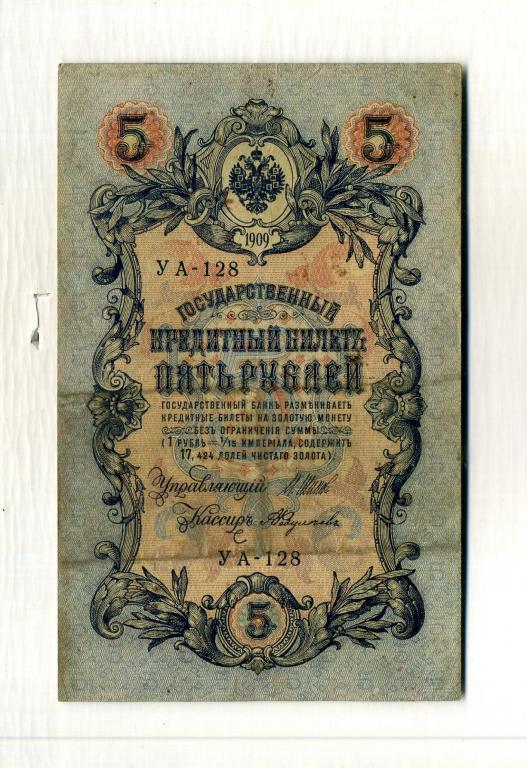 5 5
1909
УА-128
ГОСУДАРСТВЕННЫЙ
КРЕДИТНЫЙ БИЛЕТЪ
ПЯТЬ РУБЛЕЙ
ГОСУДАРСТВЕННЫЙ БАНКЪ РАЗМѢНИВАЕТЪ
КРЕДИТНЫЕ БИЛЕТЫ НА ЗОЛОТУЮ МОНЕТУ
БЕЗЪ ОГРАНИЧЕНІЯ СУММЫ
(1 РУБЛЬ = 1/15 ИМПЕРІАЛА, СОДЕРЖИТЪ
17,424 ДОЛЕЙ ЧИСТАГО ЗОЛОТА).
Управляющій И. Шипов
Кассиръ
УА-128
5